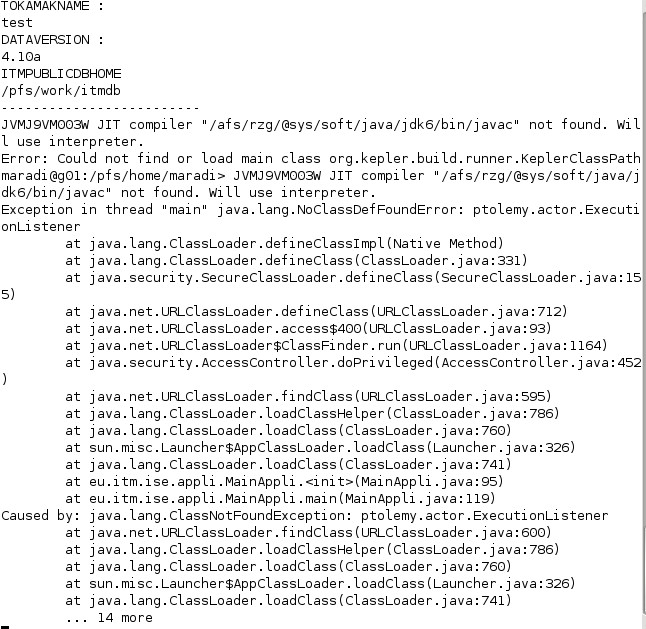 TOKAMAKNAME :
test
DATAVERSION :
4.10a
ITMPUBLICDBHOME
/pfs/work/itmdb
-------------------------
JVMJ9VM003W JIT compiler "/afs/rzg/@sys/soft/java/jdk6/bin/javac" not found. Wil
l use interpreter.
Error: Could not find or load main class org.kepler.build.runner.KeplerClassPath
maradi@g01:/pfs/home/maradi> JVMJ9VM003W JIT compiler "/afs/rzg/@sys/soft/java/j
dk6/bin/javac" not found. Will use interpreter.
Exception in thread "main" java.lang.NoClassDefFoundError: ptolemy.actor.Executi
onListener
        at java.lang.ClassLoader.defineClassImpl(Native Method)
        at java.lang.ClassLoader.defineClass(ClassLoader.java:331)
        at java.security.SecureClassLoader.defineClass(SecureClassLoader.java:15
5)
        at java.net.URLClassLoader.defineClass(URLClassLoader.java:712)
        at java.net.URLClassLoader.access$400(URLClassLoader.java:93)
        at java.net.URLClassLoader$ClassFinder.run(URLClassLoader.java:1164)
        at java.security.AccessController.doPrivileged(AccessController.java:452
)
        at java.net.URLClassLoader.findClass(URLClassLoader.java:595)
        at java.lang.ClassLoader.loadClassHelper(ClassLoader.java:786)
        at java.lang.ClassLoader.loadClass(ClassLoader.java:760)
        at sun.misc.Launcher$AppClassLoader.loadClass(Launcher.java:326)
        at java.lang.ClassLoader.loadClass(ClassLoader.java:741)
        at eu.itm.ise.appli.MainAppli.<init>(MainAppli.java:95)
        at eu.itm.ise.appli.MainAppli.main(MainAppli.java:119)
Caused by: java.lang.ClassNotFoundException: ptolemy.actor.ExecutionListener
        at java.net.URLClassLoader.findClass(URLClassLoader.java:600)
        at java.lang.ClassLoader.loadClassHelper(ClassLoader.java:786)
        at java.lang.ClassLoader.loadClass(ClassLoader.java:760)
        at sun.misc.Launcher$AppClassLoader.loadClass(Launcher.java:326)
        at java.lang.ClassLoader.loadClass(ClassLoader.java:741)
        ... 14 more